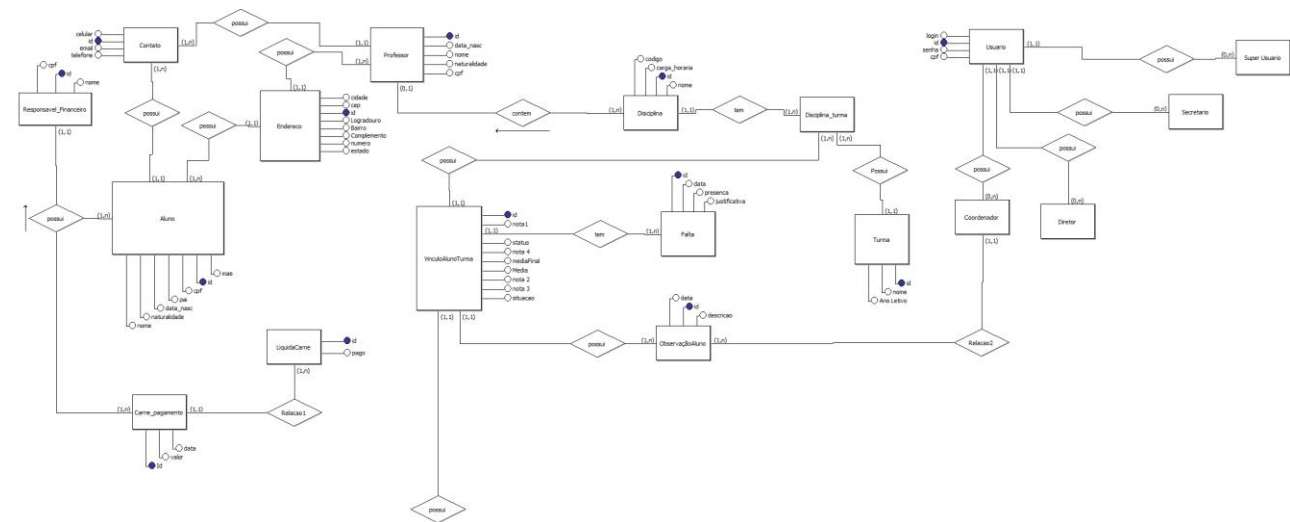 celular
id
email
telefone
Contato
(1,n)
possui
(1,1)
(1,n)
Professor
id
data_nasc
nome
naturalidade
cpf
(0,1)
possui
(1,1)
cpf
id
nome
Responsavel_Financeiro
(1,1)
(1,n)
possui
possui
(1,1)
Endereco
cidade
cep
id
Logradouro
Bairro
Complemento
numero
estado
contem
codigo
carga_horaria
id
nome
(1,n)
Disciplina
(1,1)
tem
(1,n)
Disciplina_turma
(1,n)
(1,n)
login
id
senha
cpf
Usuario
(1,1)
(1,1)
(1,1)
(1,1)
possui
(0,n)
Super Usuario
possui
(0,n)
Secretario
possui
possui
(0,n)
Coordenador
(1,1)
(0,n)
Diretor
possui
Possui
(1,1)
Turma
id
nome
Ano Letivo
possui
(1,n)
(1,1)
(1,n)
Aluno
mae
id
cpf
pai
data_nasc
naturalidade
nome
(1,1)
VinculoAlunoTurma
id
nota1
status
nota 4
mediaFinal
Media
nota 2
nota 3
situacao
(1,1)
tem
(1,n)
Falta
id
data
presenca
justificativa
(1,1)
(1,1)
possui
(1,n)
ObservaçãoAluno
data
id
descricao
(1,n)
Relacao2
LiquidaCarne
id
pago
(1,n)
Relacao1
(1,n)
Carne_pagamento
(1,1)
data
valor
Id
possui